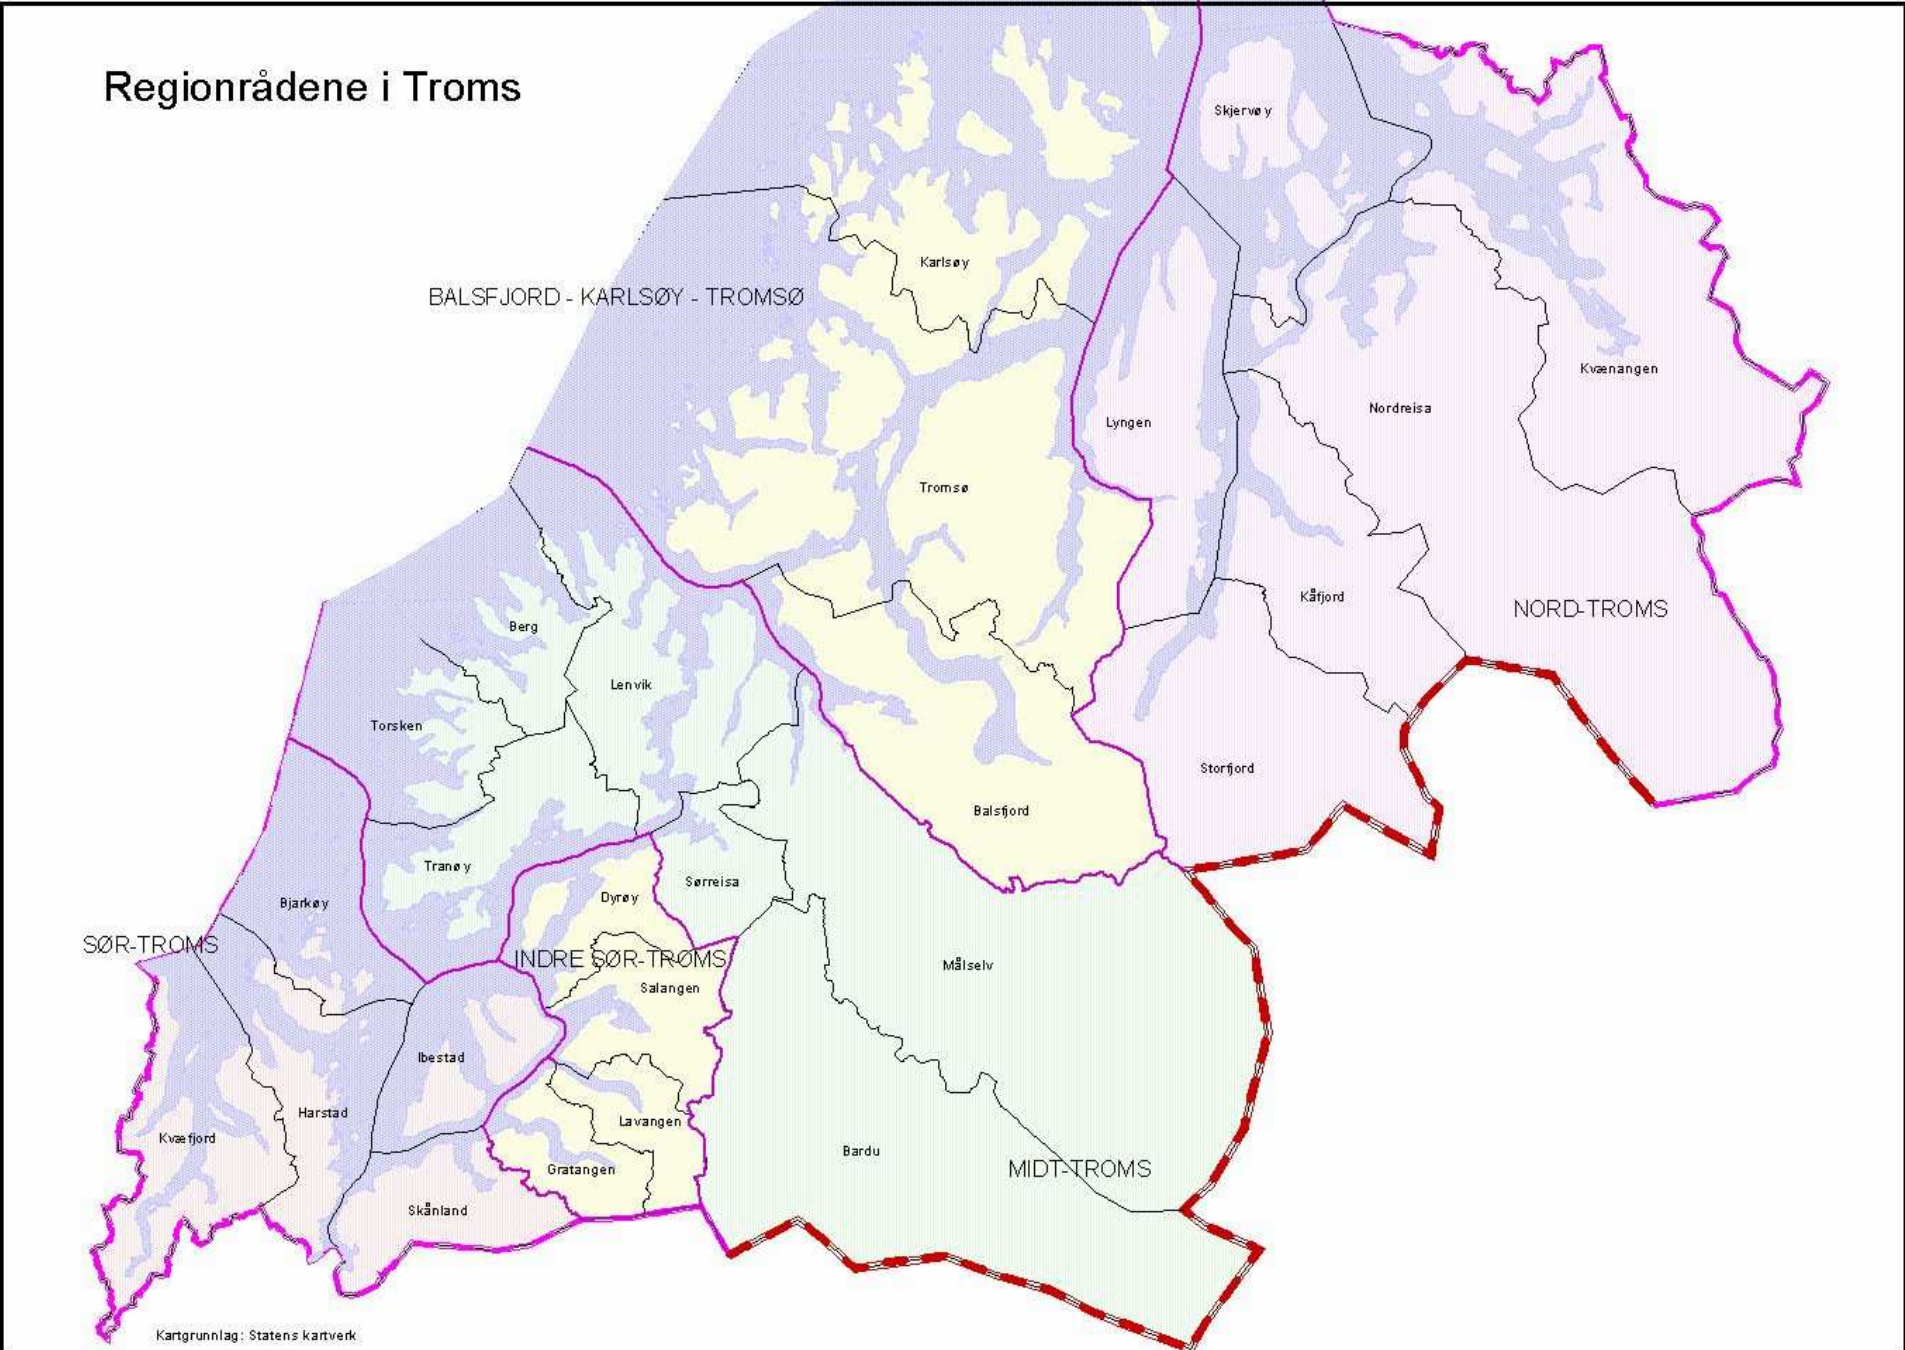 Regionrådene i Troms
Skjervøy
Karlsøy
BALSFJORD - KARLSØY - TROMSØ
Kvænangen
Nordreisa
Lyngen
Tromsø
Kåfjord
NORD-TROMS
Berg
Lenvik
Torsken
Storfjord
Balsfjord
Tranøy
Sørreisa
Dyrøy
Bjarkøy
SØR-TROMS
INDRE SØR-TROMS
Målselv
Salangen
Ibestad
Harstad
Lavangen
Kvæfjord
Bardu
MIDT-TROMS
Gratangen
Skånland
Kartgrunnlag: Statens kartverk